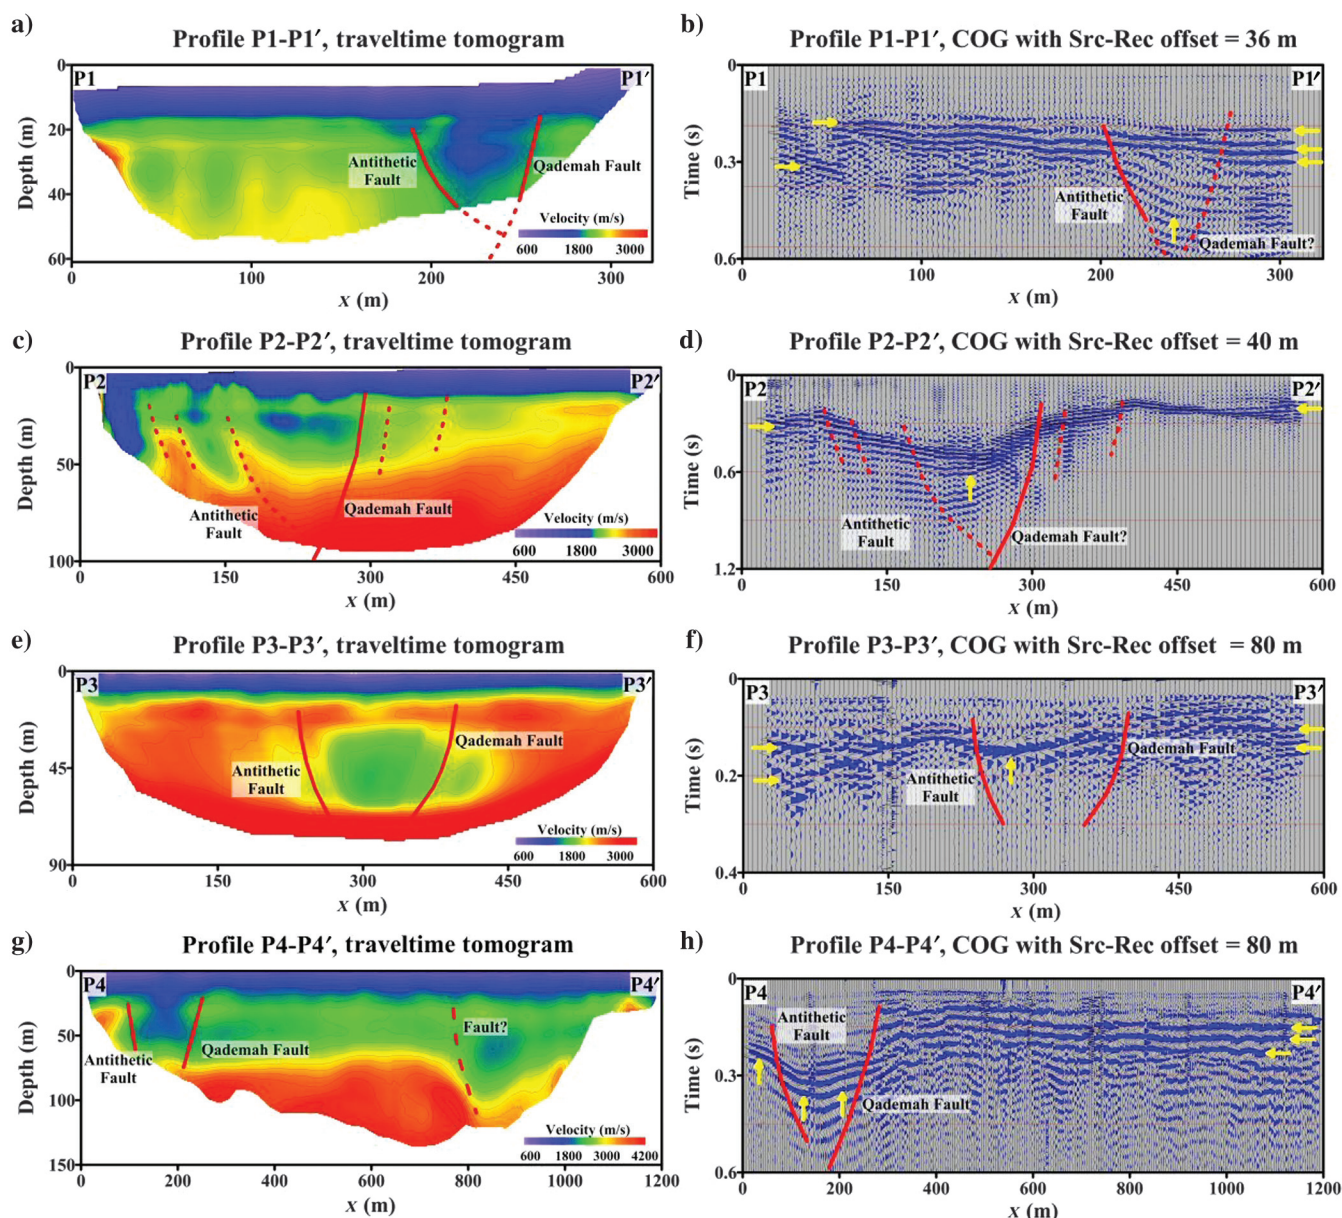 a)
Profile P1-P1′, traveltime tomogram
P1
P1′
Antithetic
Fault
Qademah Fault
Velocity (m/s)
600 1800 3000
Depth (m)
0
20
40
60
0 100 200 300
x (m)
b)
Profile P1-P1′, COG with Src-Rec offset = 36 m
P1
P1′
Antithetic
Fault
Qademah Fault?
Time (s)
0
0.3
0.6
0 100 200 300
x (m)
c)
Profile P2-P2′, traveltime tomogram
P2
P2′
Antithetic
Fault
Qademah Fault
Velocity (m/s)
600 1800 3000
Depth (m)
0
50
100
0 150 300 450 600
x (m)
d)
Profile P2-P2′, COG with Src-Rec offset = 40 m
P2
P2′
Antithetic
Fault
Qademah Fault?
Time (s)
0
0.6
1.2
0 150 300 450 600
x (m)
e)
Profile P3-P3′, traveltime tomogram
P3
P3′
Antithetic
Fault
Qademah Fault
Velocity (m/s)
600 1800 3000
Depth (m)
0
45
90
0 150 300 450 600
x (m)
f)
Profile P3-P3′, COG with Src-Rec offset = 80 m
P3
P3′
Antithetic
Fault
Qademah Fault
Time (s)
0
0.2
0.4
0 150 300 450 600
x (m)
g)
Profile P4-P4′, traveltime tomogram
P4
P4′
Antithetic
Fault
Qademah Fault
Fault?
Velocity (m/s)
600 1800 3000 4200
Depth (m)
0
50
100
150
0 200 400 600 800 1000 1200
x (m)
h)
Profile P4-P4′, COG with Src-Rec offset = 80 m
P4
P4′
Antithetic
Fault
Qademah Fault
Time (s)
0
0.3
0.6
0 200 400 600 800 1000 1200
x (m)